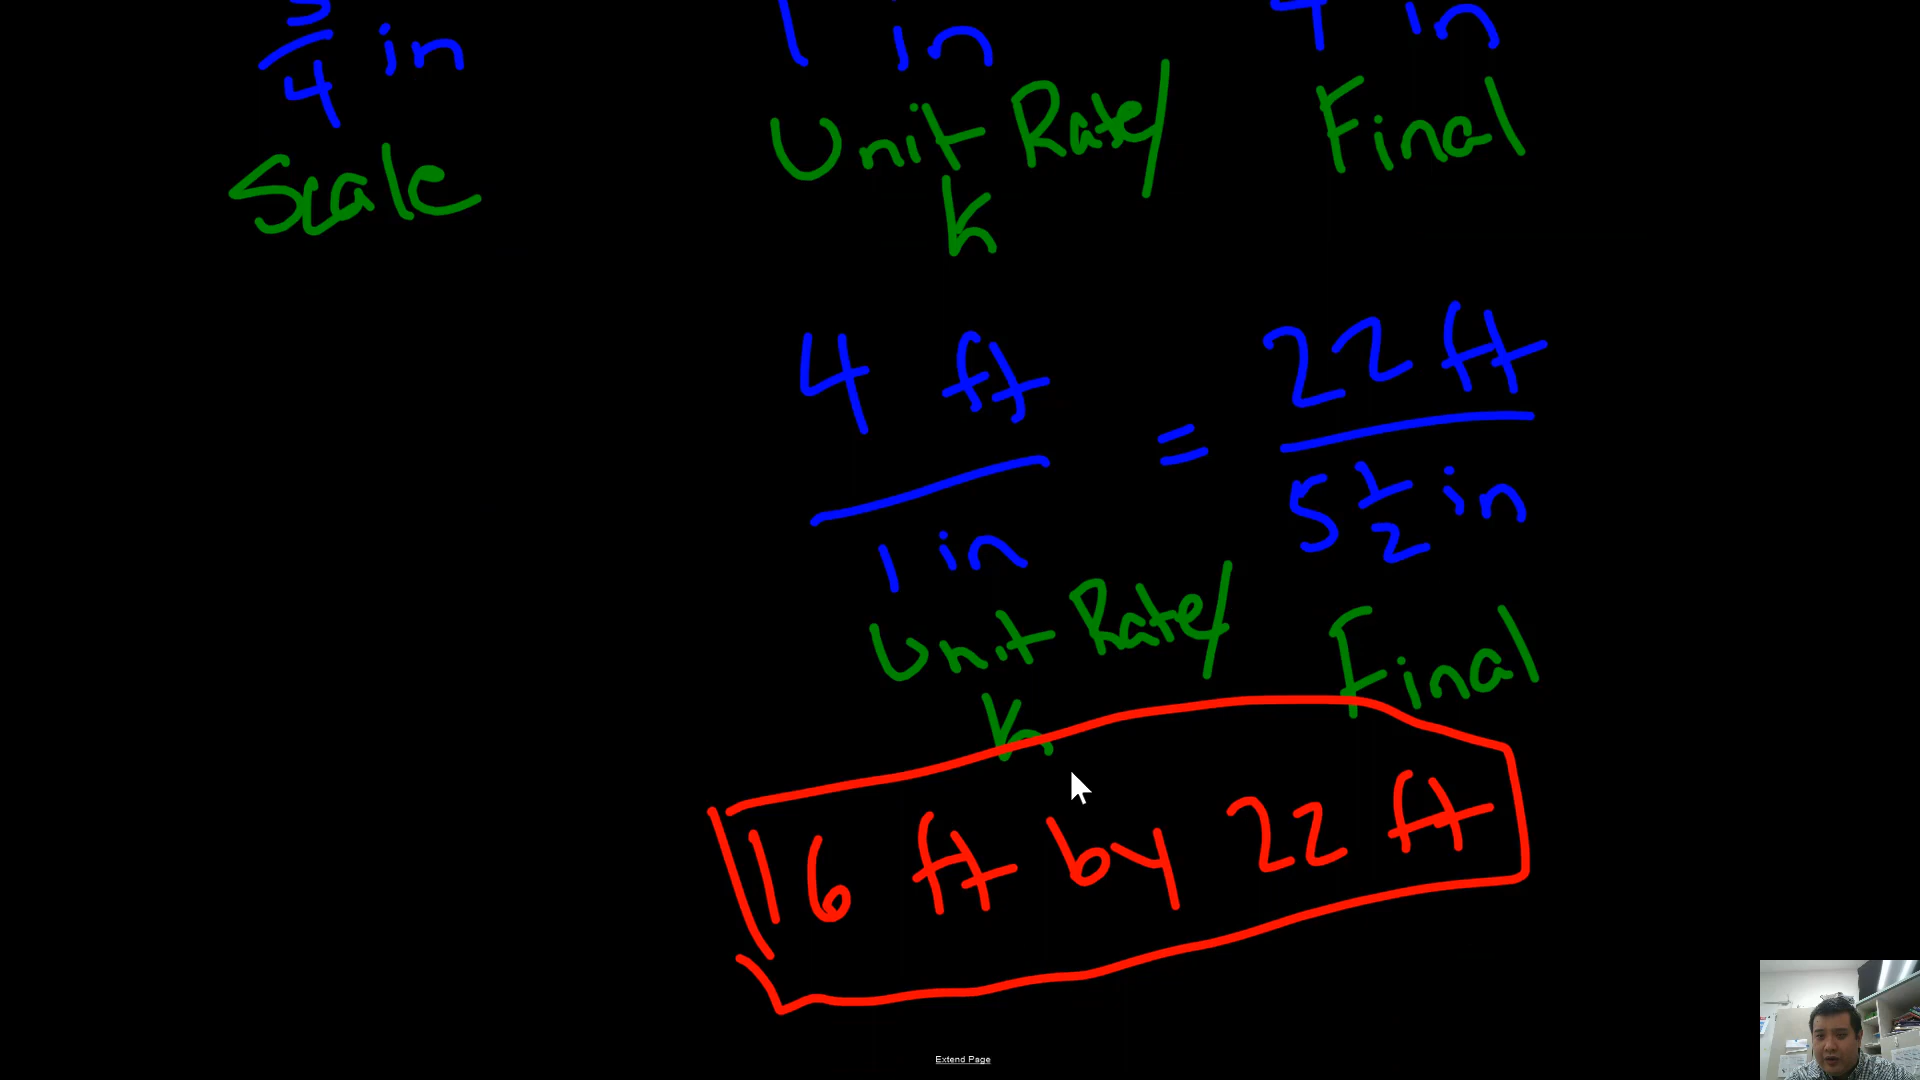 4 in 1 in 4 in
Scale Unit Rate/ Final
k
4 ft = 22 ft
1 in 5 1/2 in
Unit Rate/ Final
k
16 ft by 22 ft
Extend Page